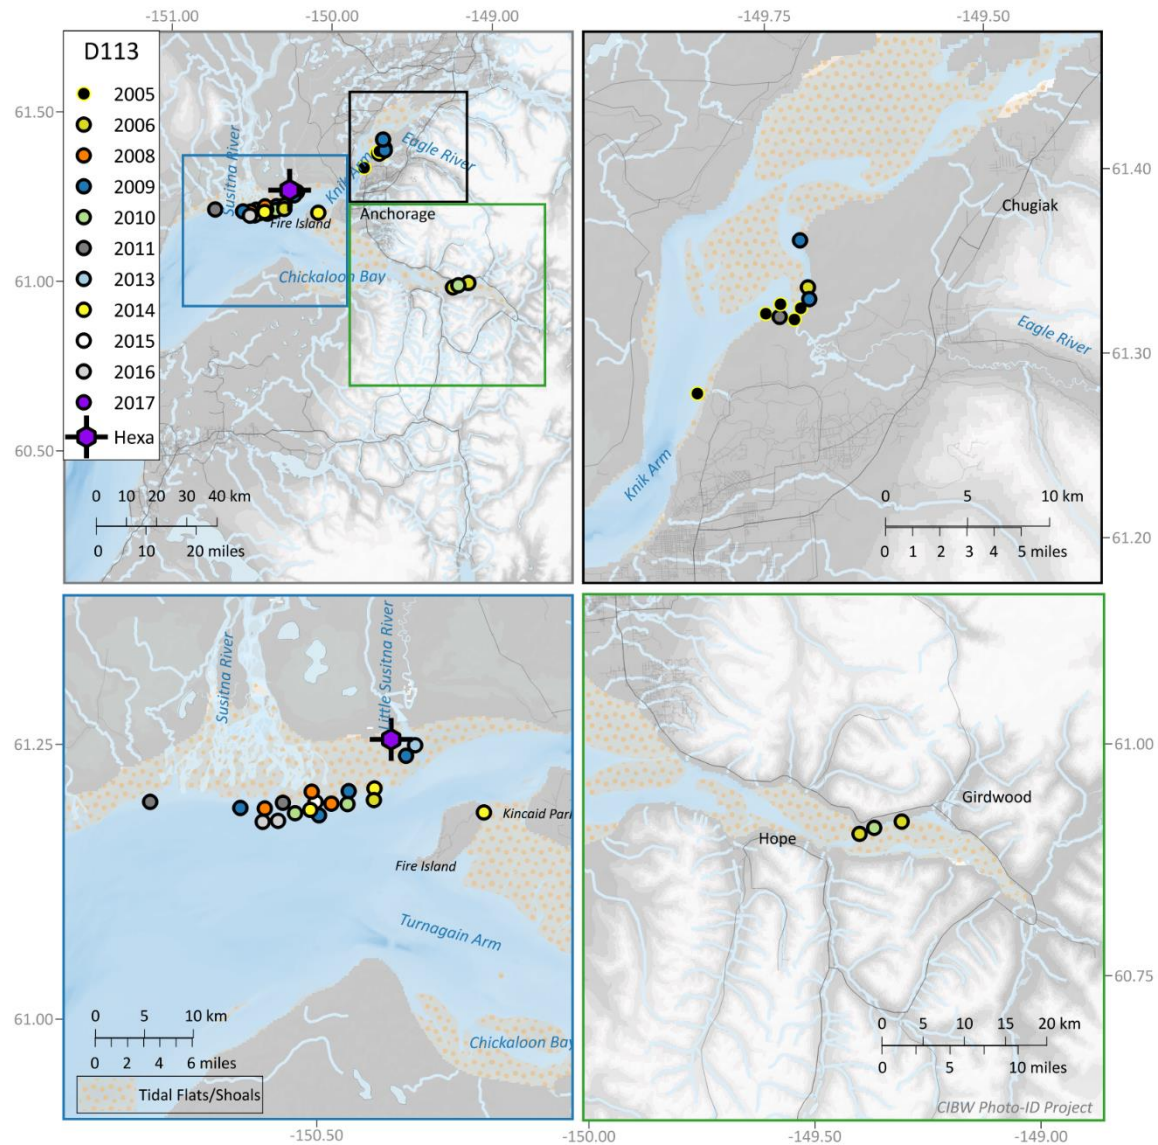 -151.00
-150.00
-149.00
-149.75
-149.50
D113
2005
2006
2008
2009
2010
2011
2013
2014
2015
2016
2017
Hexa
61.50
61.00
60.50
Susitna River
Knik Arm
Eagle River
Anchorage
Fire Island
Chickaloon Bay
0 10 20 30 40 km
0 10 20 miles
61.40
61.30
61.20
Chugiak
Eagle River
Knik Arm
0 5 10 km
0 1 2 3 4 5 miles
61.25
61.00
Susitna River
Little Susitna River
Kincaid Par
Fire Island
Turnagain Arm
Chickaloon Bay
0 5 10 km
0 2 4 6 miles
Tidal Flats/Shoals
61.00
60.75
Girdwood
Hope
0 5 10 15 20 km
0 5 10 miles
CIBW Photo-ID Project
-150.50
-150.00
-149.50
-149.00